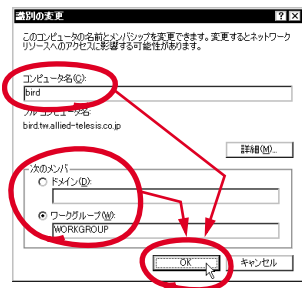 識別の変更
このコンピュータの名前とメンバシップを変更できます。変更するとネットワーク
リソースへのアクセスに影響する可能性があります。
コンピュータ名(C):
bird
フル コンピュータ名:
bird.tw.allied-telesis.co.jp
詳細(M)...
次のメンバ
ドメイン(D):
ワークグループ(W):
WORKGROUP
OK
キャンセル